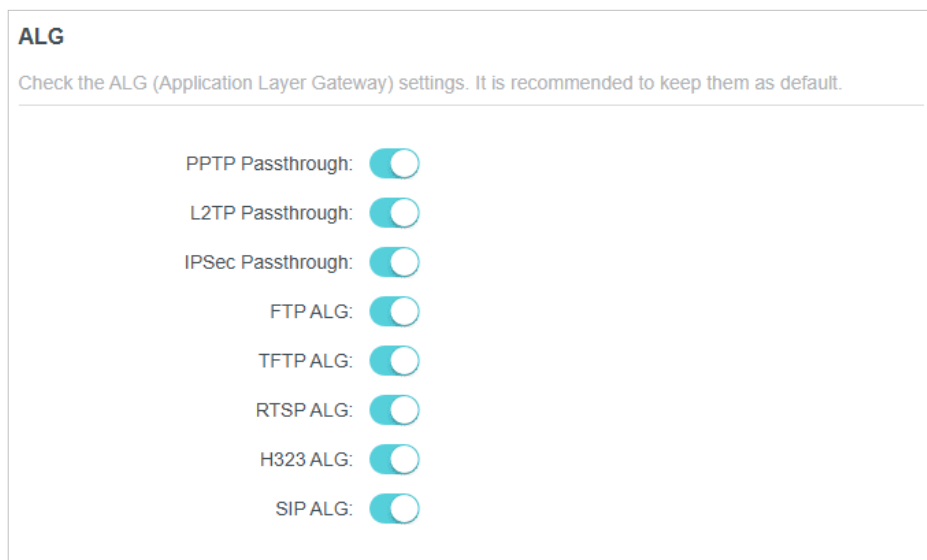 ALG
Check the ALG (Application Layer Gateway) settings. It is recommended to keep them as default.
PPTP Passthrough:
L2TP Passthrough:
IPSec Passthrough:
FTP ALG:
TFTP ALG:
RTSP ALG:
H323 ALG:
SIP ALG: